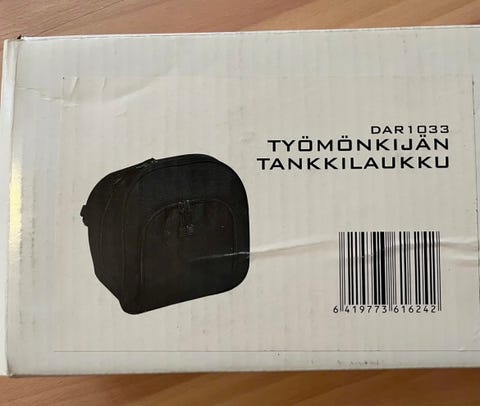 DAR1033
TYÖMÖNKIJÄN
TANKKILAUKKU
6 419773 616242